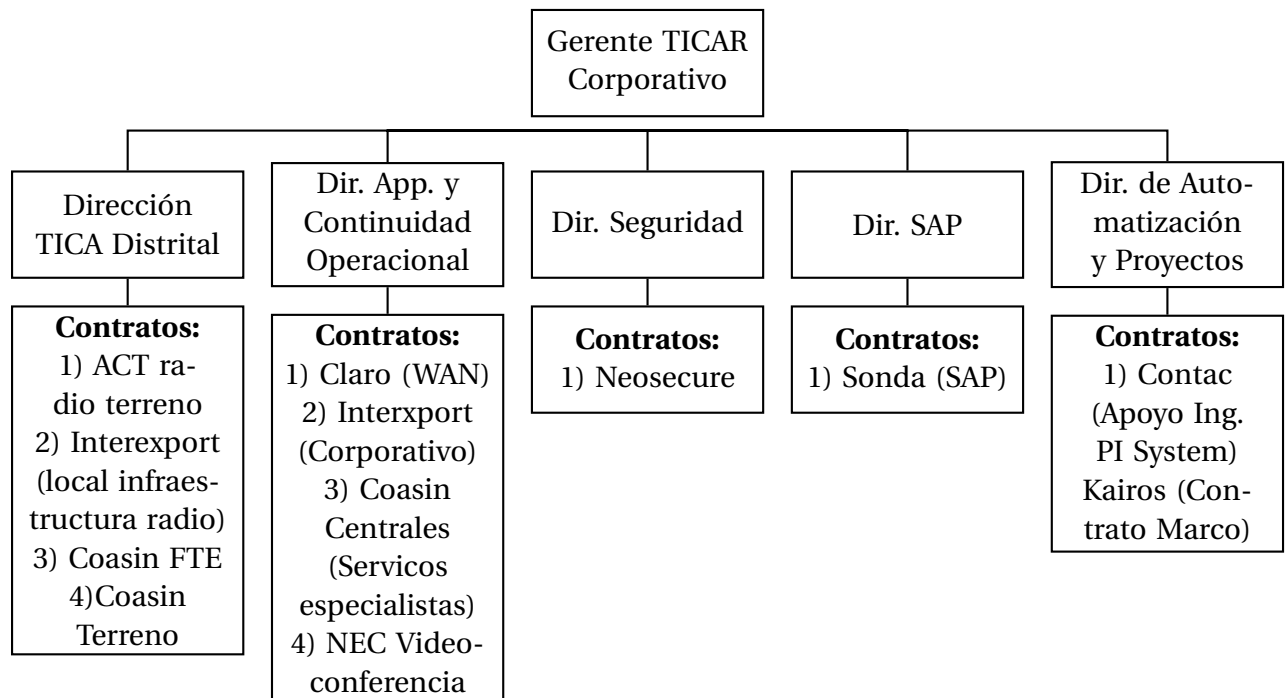 Gerente TICAR
Corporativo
Dirección
TICA Distrital
Dir. App. y
Continuidad
Operacional
Dir. Seguridad
Dir. SAP
Dir. de Auto-
matización
y Proyectos
Contratos:
1) ACT ra-
dio terreno
2) Interexport
(local infraes-
tructura radio)
3) Coasin FTE
4)Coasin
Terreno
Contratos:
1) Claro (WAN)
2) Interxport
(Corporativo)
3) Coasin
Centrales
(Servicos
especialistas)
4) NEC Video-
conferencia
Contratos:
1) Neosecure
Contratos:
1) Sonda (SAP)
Contratos:
1) Contac
(Apoyo Ing.
PI System)
Kairos (Con-
trato Marco)